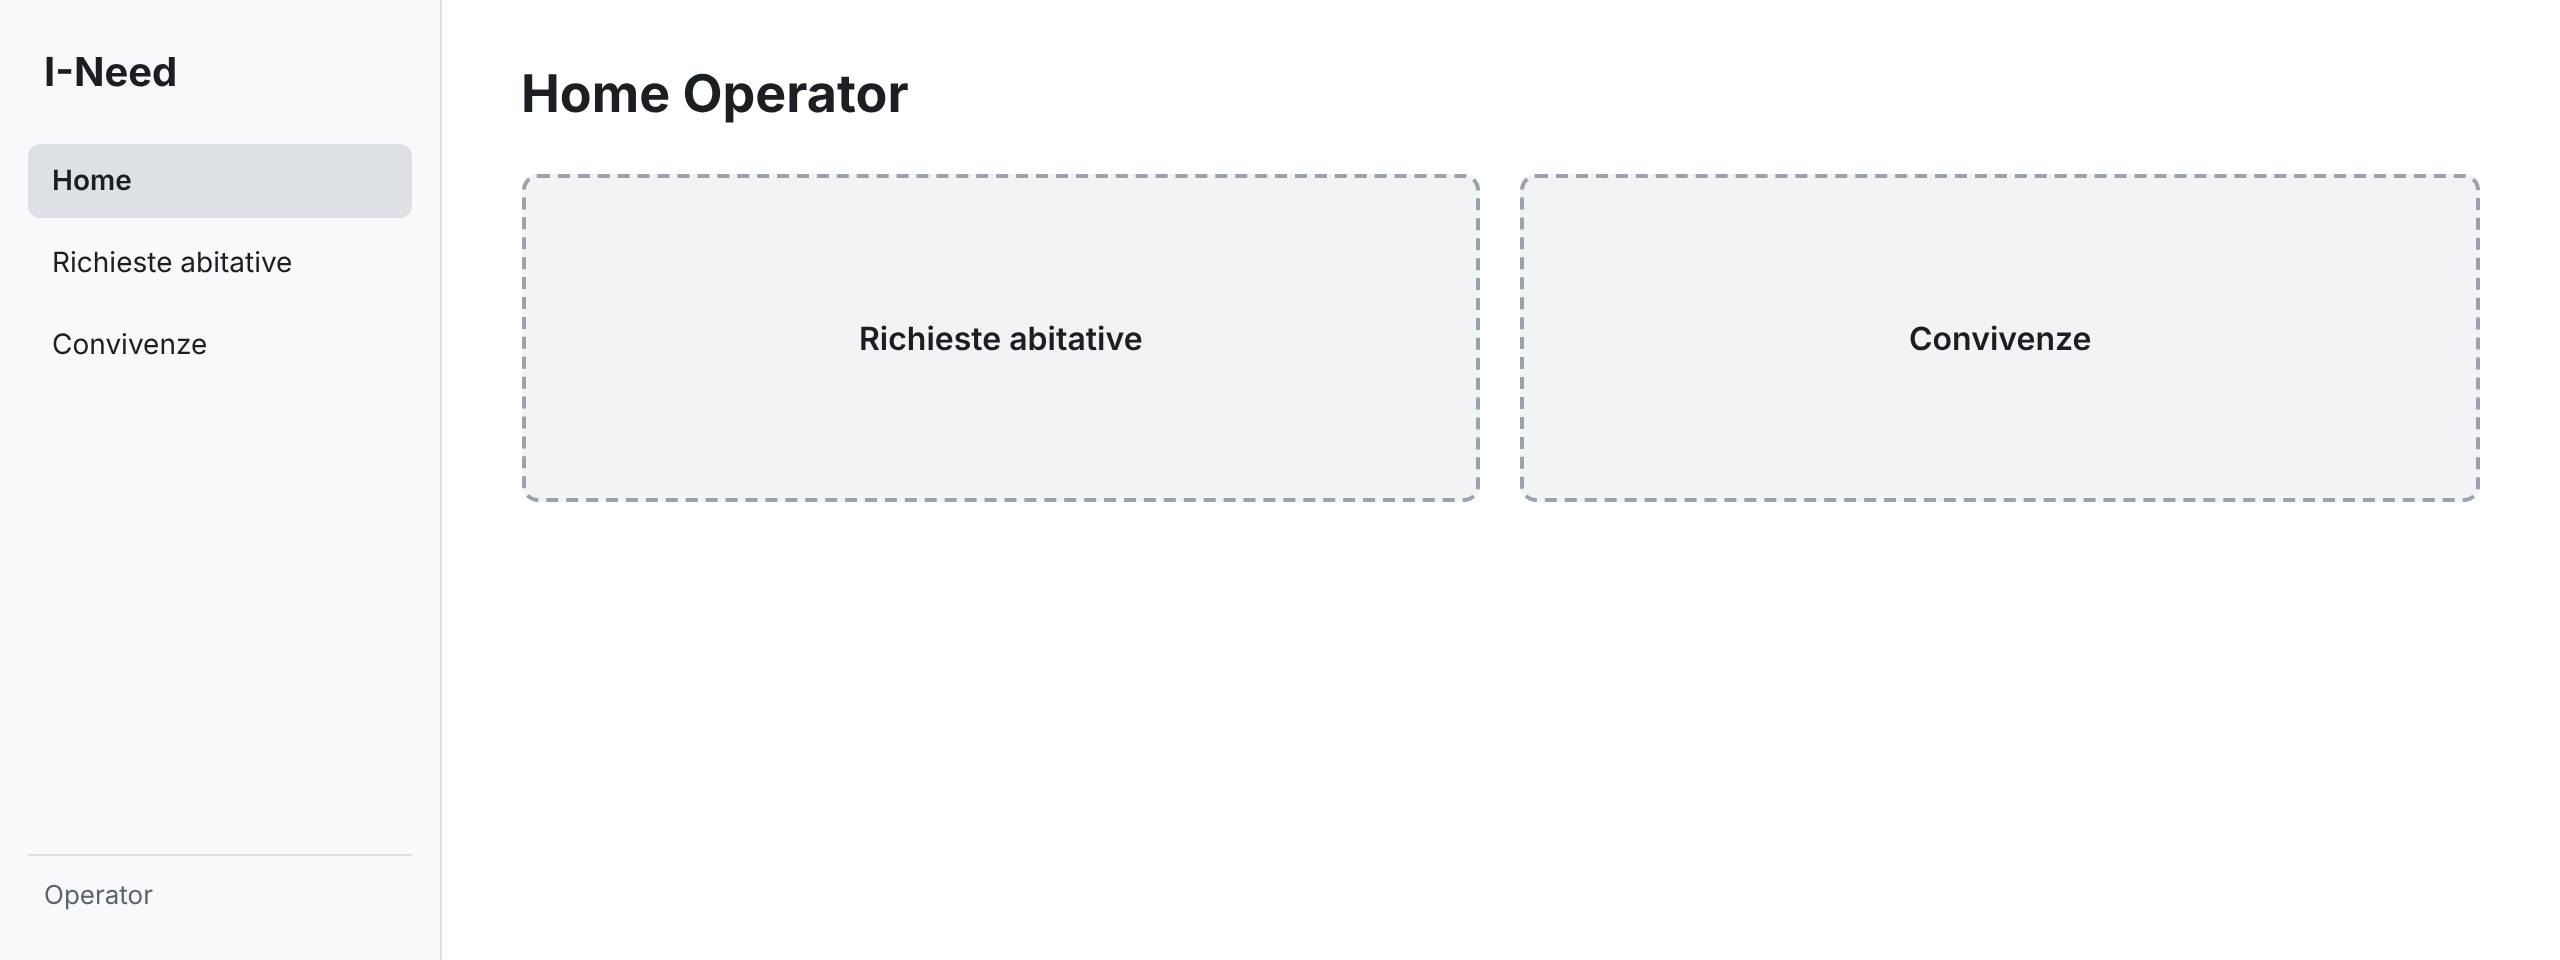 I-Need
Home
Richieste abitative
Convivenze
Operator
Home Operator
Richieste abitative
Convivenze